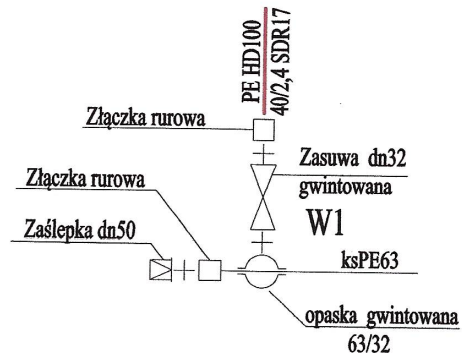 PE HD100
40/2,4 SDR17
Złączka rurowa
Zasuwa dn32
gwintowana
Złączka rurowa
W1
Zaślepka dn50
ksPE63
opaska gwintowana
63/32